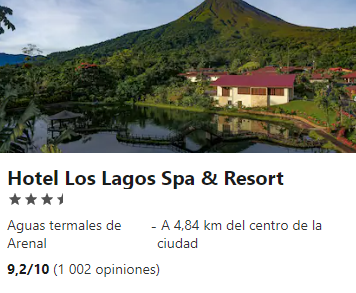 Hotel Los Lagos Spa & Resort
Aguas termales de Arenal
- A 4,84 km del centro de la ciudad
9,2/10 (1 002 opiniones)